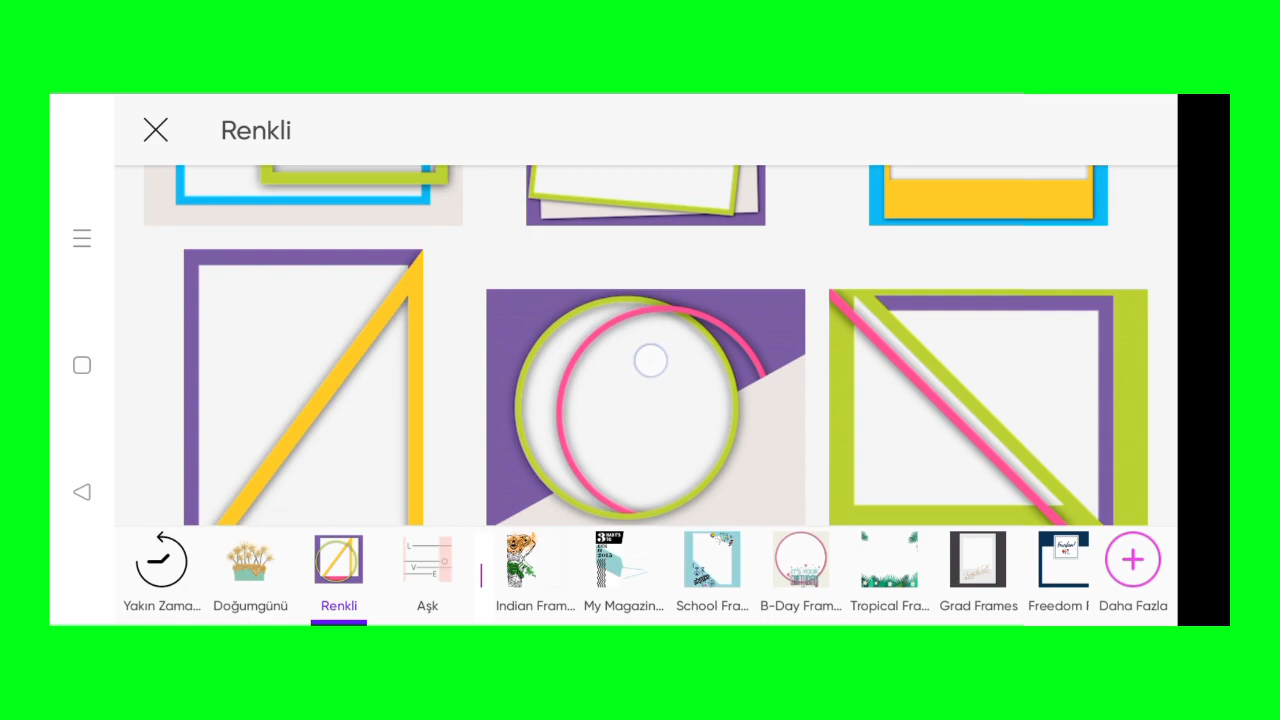 Renkli
Yakın Zama...
Doğumgünü
Renkli
Aşk
Indian Fram...
My Magazin...
School Fra...
B-Day Fram...
Tropical Fra...
Grad Frames
Freedom F
Daha Fazla
L
O
V
E